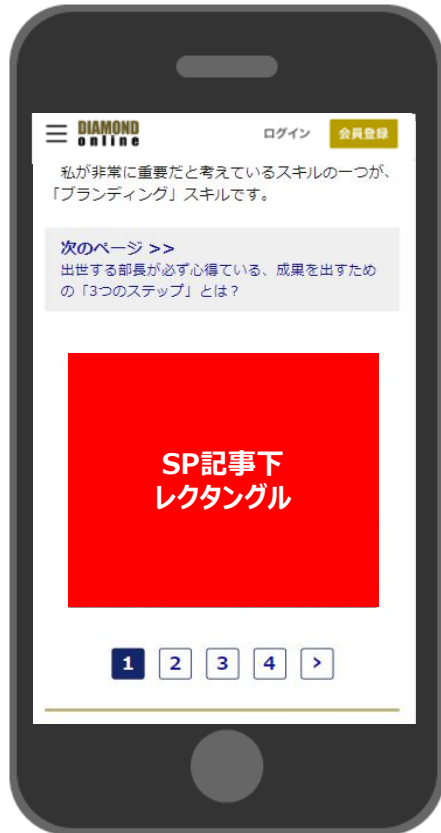 DIAMOND
online
ログイン
会員登録
私が非常に重要だと考えているスキルの一つが、
「ブランディング」スキルです。
次のページ >>
出世する部長が必ず心得ている、成果を出すため
の「3つのステップ」とは？
SP記事下
レクタングル
1 2 3 4 >